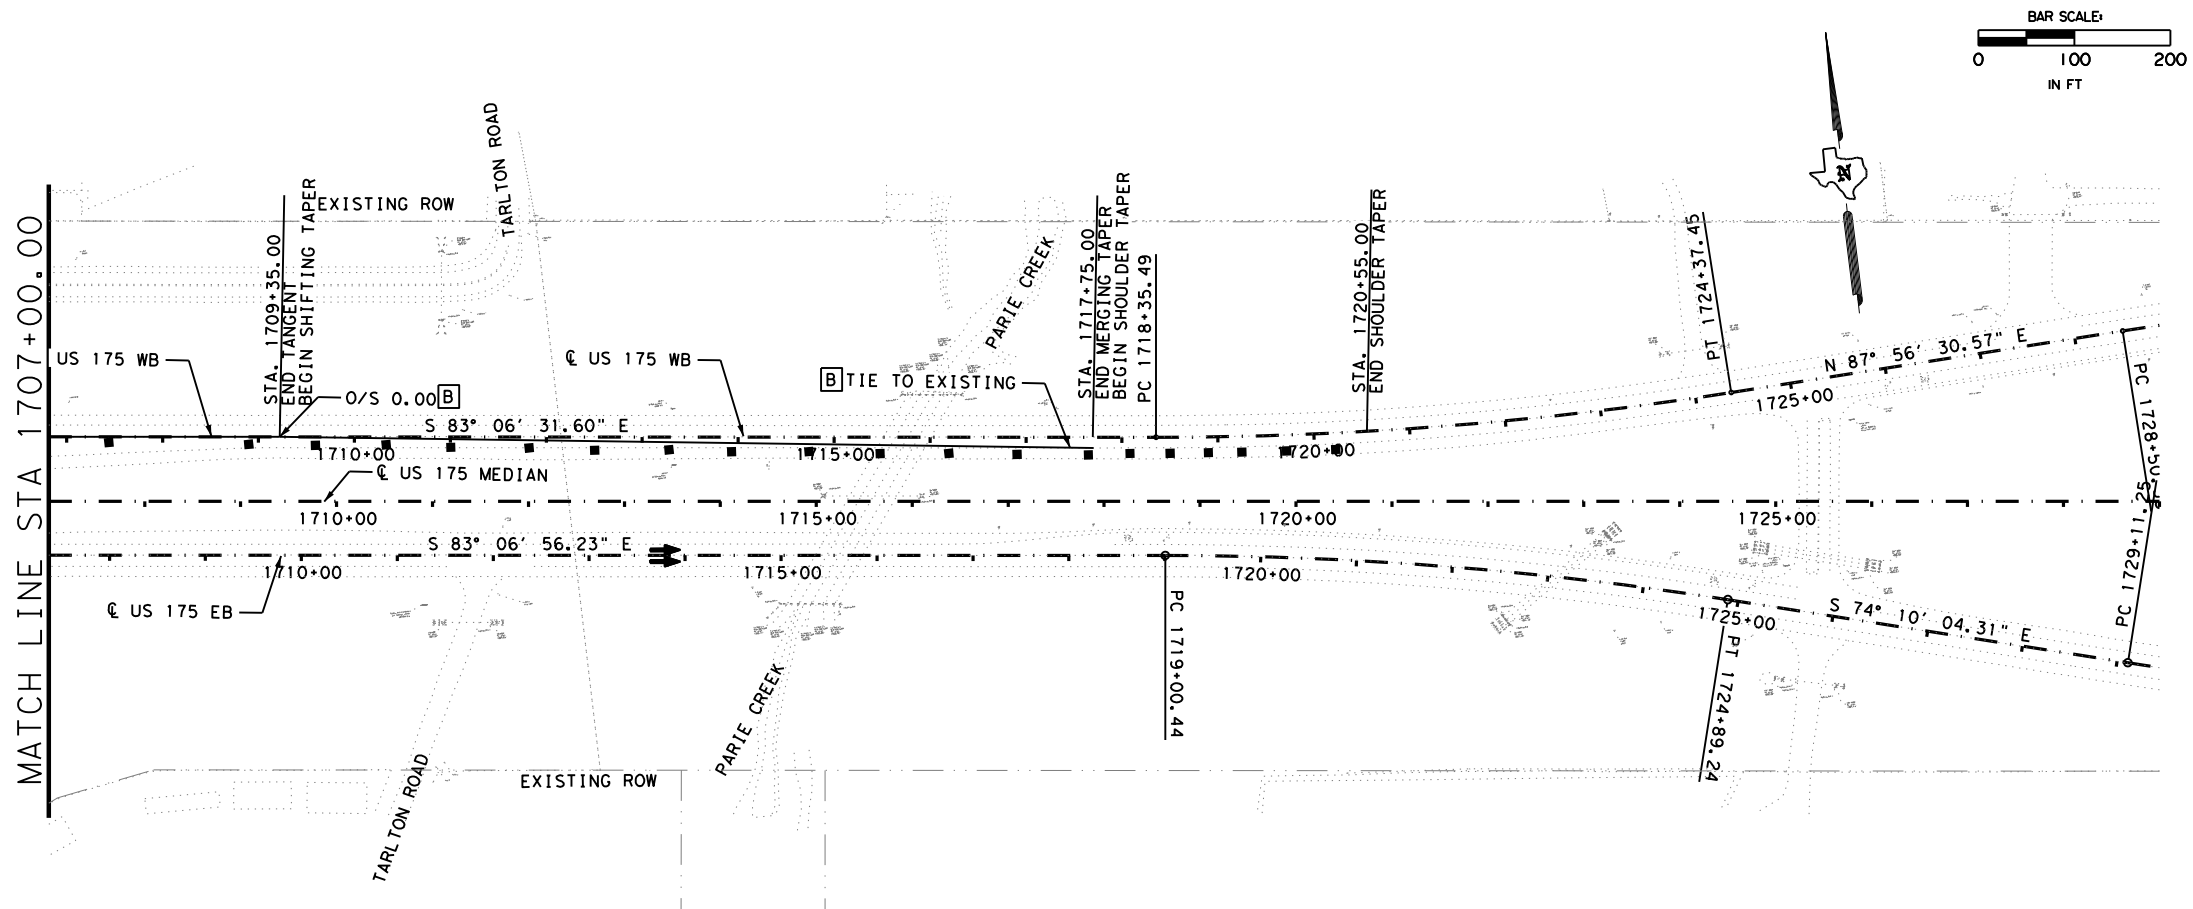 BAR SCALE:
0 100 200
IN FT
MATCH LINE STA 1707+00.00
EXISTING ROW
TARLTON ROAD
STA. 1709+35.00
END TANGENT
BEGIN SHIFTING TAPER
US 175 WB
O/S 0.00 B
S 83° 06' 31.60" E
℄ US 175 WB
B TIE TO EXISTING
PARIE CREEK
STA. 1717+75.00
END MERGING TAPER
BEGIN SHOULDER TAPER
PC 1718+35.49
STA. 1720+55.00
END SHOULDER TAPER
PT 1724+37.45
N 87° 56' 30.57" E
N
1710+00
1715+00
1720+00
1725+00
℄ US 175 MEDIAN
1710+00
1715+00
1720+00
1725+00
S 83° 06' 56.23" E
1710+00
1715+00
1720+00
1725+00
℄ US 175 EB
PC 1719+00.44
PT 1724+89.24
S 74° 10' 04.31" E
PC 1729+11.25
PARIE CREEK
TARLTON ROAD
EXISTING ROW